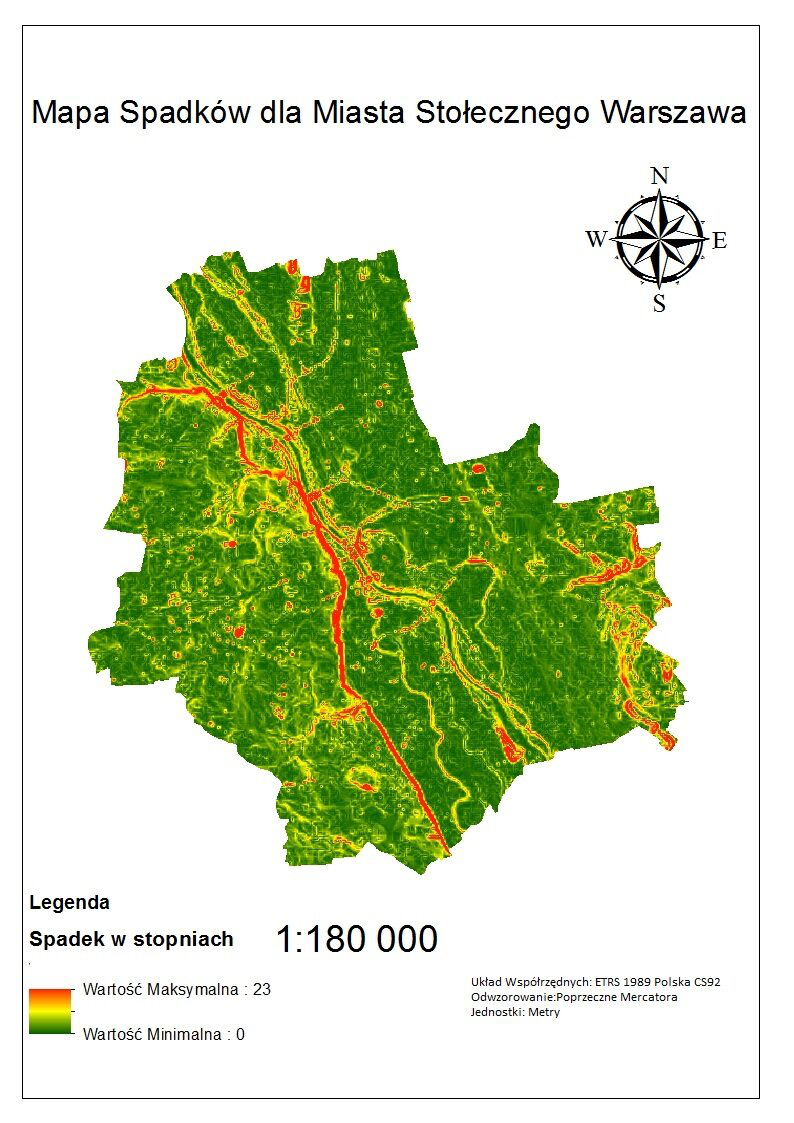 Mapa Spadków dla Miasta Stołecznego Warszawa
N
W
E
S
Legenda
Spadek w stopniach
1:180 000
Wartość Maksymalna : 23
Wartość Minimalna : 0
Układ Współrzędnych: ETRS 1989 Polska CS92
Odwzorowanie:Poprzeczne Mercatora
Jednostki: Metry